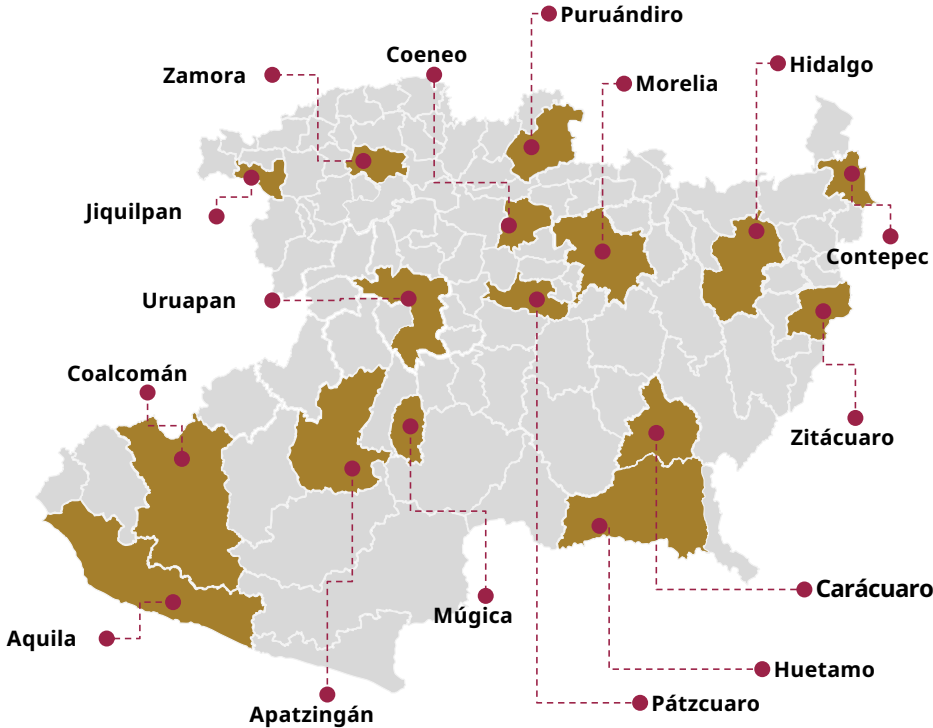 Puruándiro
Coeneo
Hidalgo
Zamora
Morelia
Jiquilpan
Contepec
Uruapan
Coalcomán
Zitácuaro
Carácuaro
Múgica
Aquila
Huetamo
Pátzcuaro
Apatzingán